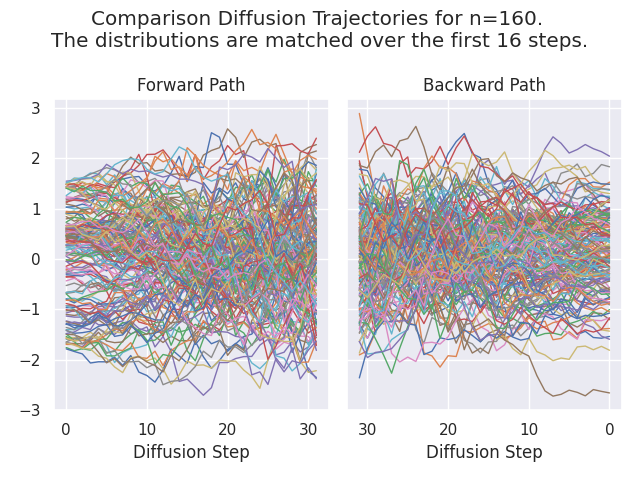 Comparison Diffusion Trajectories for n=160.
The distributions are matched over the first 16 steps.
Forward Path
Backward Path
3
2
1
0
−1
−2
−3
0 10 20 30
30 20 10 0
Diffusion Step
Diffusion Step